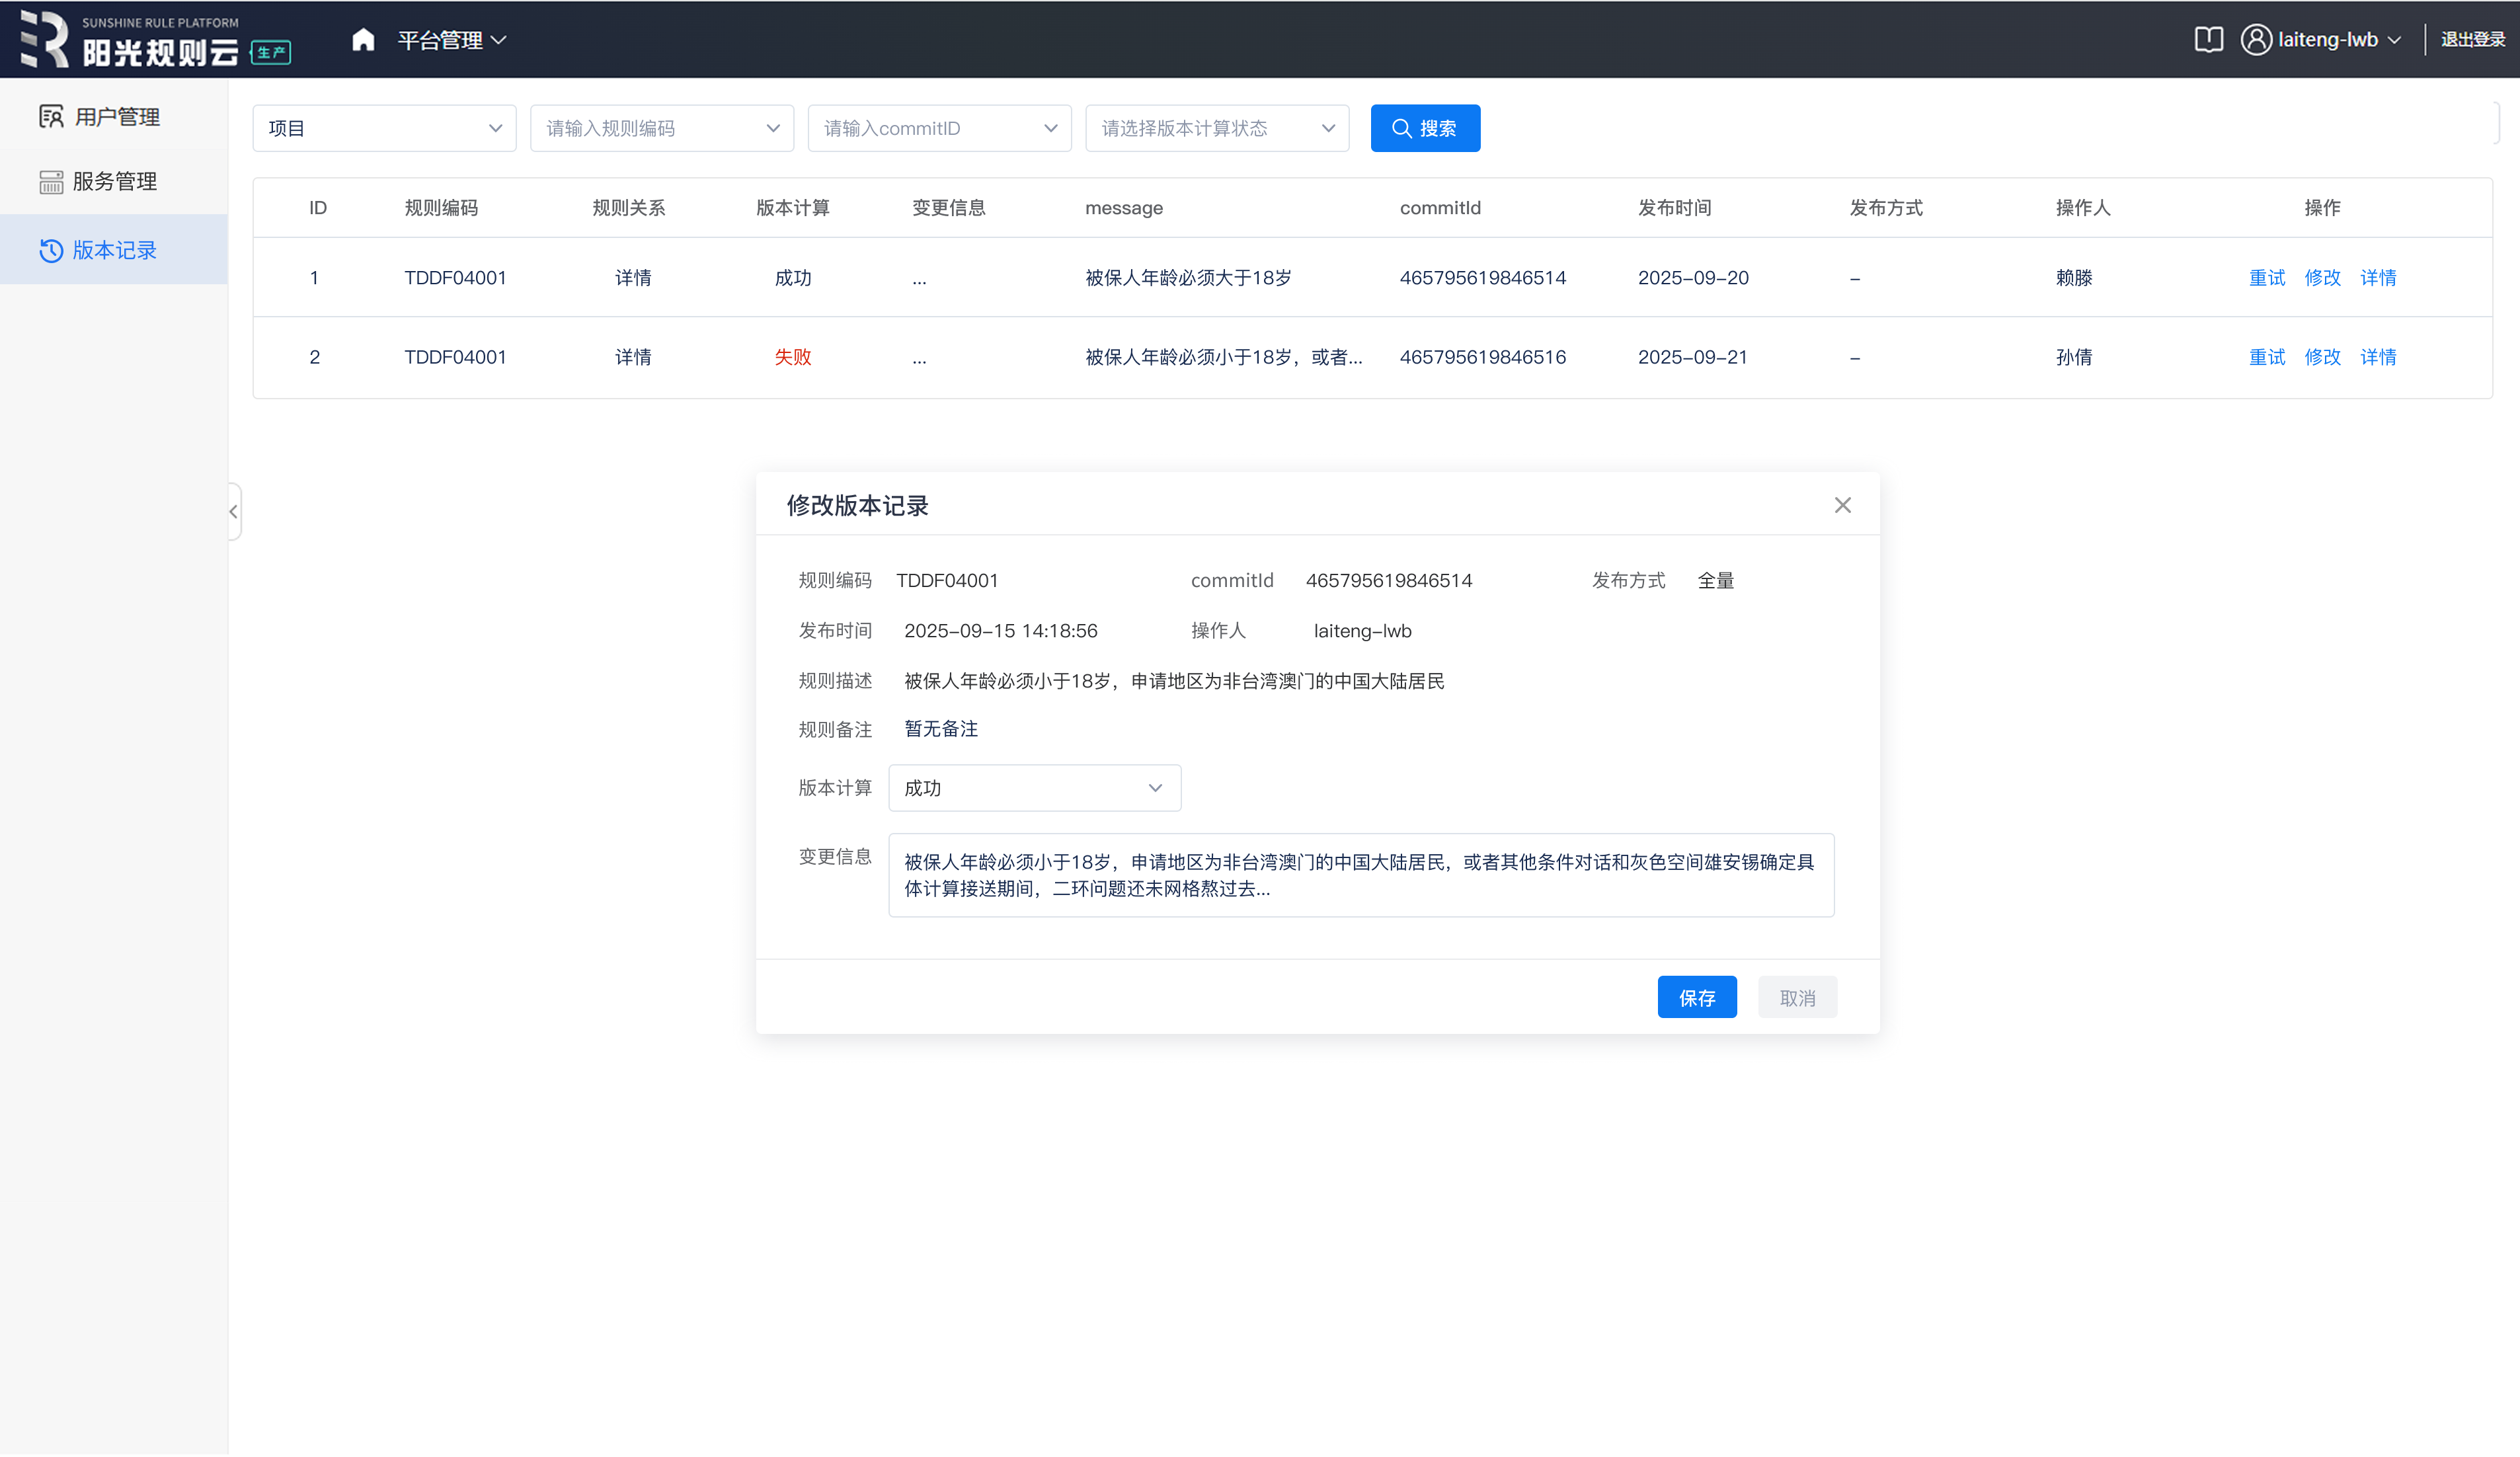 SUNSHINE RULE PLATFORM
阳光规则云 生产
平台管理
laiteng-lwb
退出登录
用户管理
服务管理
版本记录
项目 请输入规则编码 请输入commitID 请选择版本计算状态 搜索
ID 规则编码 规则关系 版本计算 变更信息 message commitId 发布时间 发布方式 操作人 操作
1 TDDF04001 详情 成功 ... 被保人年龄必须大于18岁 465795619846514 2025-09-20 – 赖滕 重试 修改 详情
2 TDDF04001 详情 失败 ... 被保人年龄必须小于18岁，或者... 465795619846516 2025-09-21 – 孙倩 重试 修改 详情
修改版本记录
规则编码 TDDF04001 commitId 465795619846514 发布方式 全量
发布时间 2025-09-15 14:18:56 操作人 laiteng-lwb
规则描述 被保人年龄必须小于18岁，申请地区为非台湾澳门的中国大陆居民
规则备注 暂无备注
版本计算 成功
变更信息 被保人年龄必须小于18岁，申请地区为非台湾澳门的中国大陆居民，或者其他条件对话和灰色空间雄安锡确定具
体计算接送期间，二环问题还未网格熬过去...
保存 取消